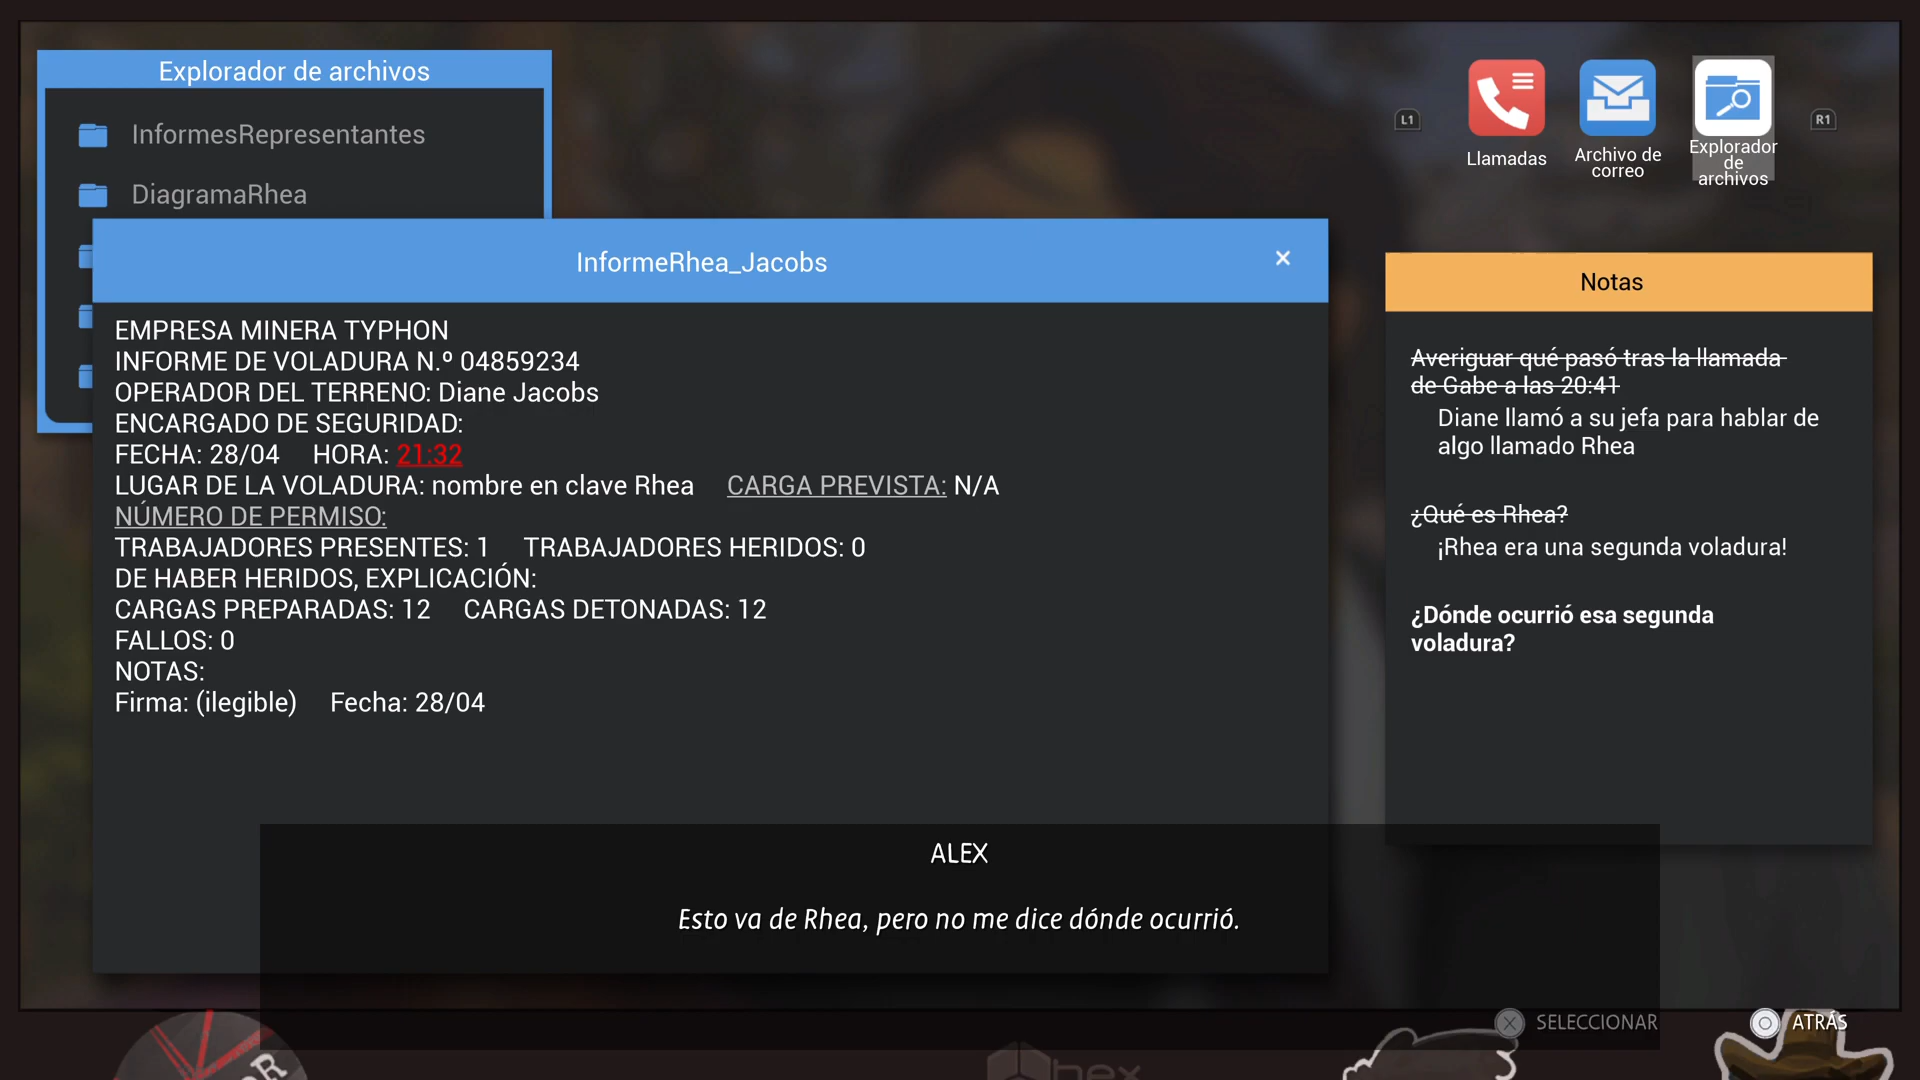 Explorador de archivos
InformesRepresentantes
DiagramaRhea
L1
Llamadas
Archivo de
correo
Explorador
de
archivos
R1
InformeRhea_Jacobs
EMPRESA MINERA TYPHON
INFORME DE VOLADURA N.º 04859234
OPERADOR DEL TERRENO: Diane Jacobs
ENCARGADO DE SEGURIDAD:
FECHA: 28/04 HORA: 21:32
LUGAR DE LA VOLADURA: nombre en clave Rhea CARGA PREVISTA: N/A
NÚMERO DE PERMISO:
TRABAJADORES PRESENTES: 1 TRABAJADORES HERIDOS: 0
DE HABER HERIDOS, EXPLICACIÓN:
CARGAS PREPARADAS: 12 CARGAS DETONADAS: 12
FALLOS: 0
NOTAS:
Firma: (ilegible) Fecha: 28/04
Notas
Averiguar qué pasó tras la llamada
de Gabe a las 20:41
Diane llamó a su jefa para hablar de
algo llamado Rhea
¿Qué es Rhea?
¡Rhea era una segunda voladura!
¿Dónde ocurrió esa segunda
voladura?
ALEX
Esto va de Rhea, pero no me dice dónde ocurrió.
SELECCIONAR
ATRÁS
hex